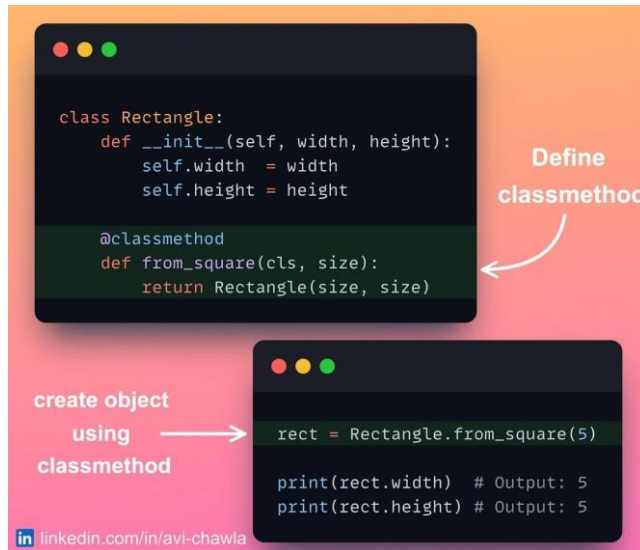 class Rectangle:
    def __init__(self, width, height):
        self.width  = width
        self.height = height

    @classmethod
    def from_square(cls, size):
        return Rectangle(size, size)
Define
classmethod
create object
using
classmethod
rect = Rectangle.from_square(5)

print(rect.width)  # Output: 5
print(rect.height) # Output: 5
in linkedin.com/in/avi-chawla